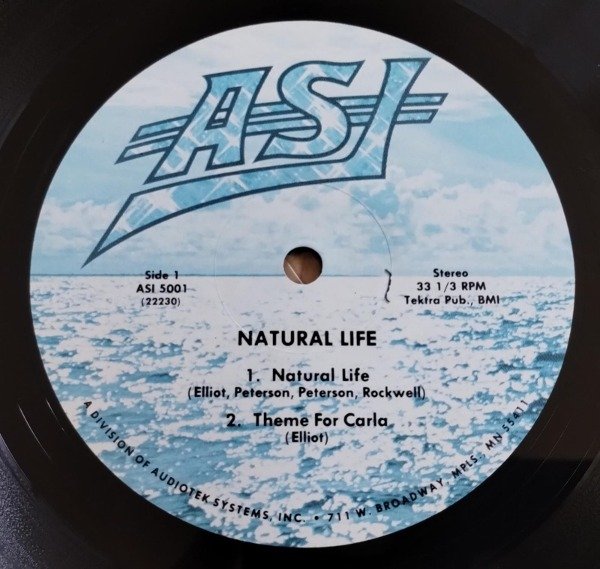 ASI
Side 1
ASI 5001
(22230)
Stereo
33 1/3 RPM
Tektra Pub., BMI
NATURAL LIFE
1. Natural Life
(Elliot, Peterson, Peterson, Rockwell)
2. Theme For Carla
(Elliot)
A DIVISION OF AUDIOTEK SYSTEMS, INC. • 711 W. BROADWAY, MPLS., MN 55411